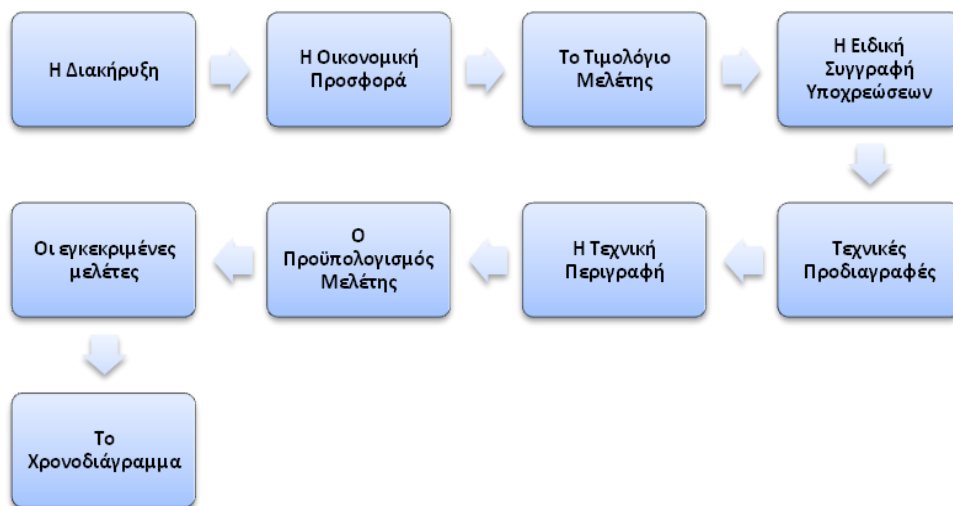 Η Διακήρυξη
Η Οικονομική
Προσφορά
Το Τιμολόγιο
Μελέτης
Η Ειδική
Συγγραφή
Υποχρεώσεων
Τεχνικές
Προδιαγραφές
Η Τεχνική
Περιγραφή
Ο
Προϋπολογισμός
Μελέτης
Οι εγκεκριμένες
μελέτες
Το
Χρονοδιάγραμμα